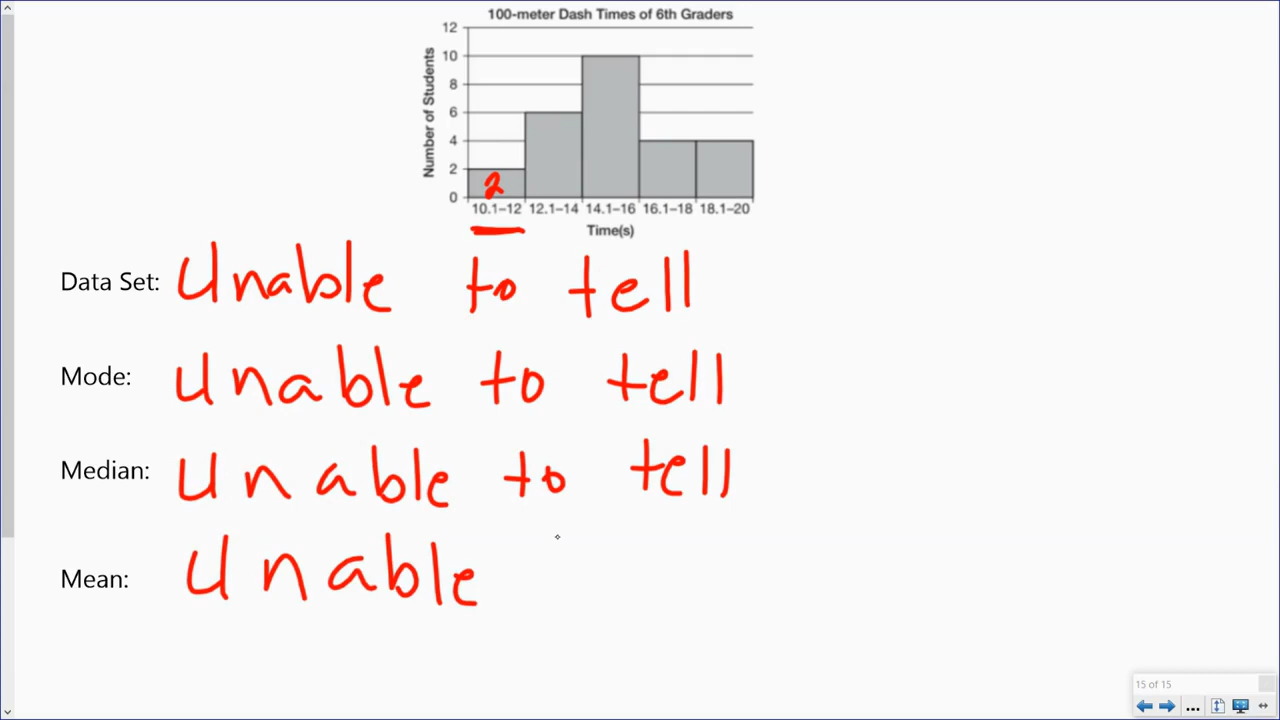 100-meter Dash Times of 6th Graders
Number of Students
12
10
8
6
4
2
0
2
10.1–12 12.1–14 14.1–16 16.1–18 18.1–20
Time(s)
Data Set: Unable to tell
Mode: Unable to tell
Median: Unable to tell
Mean: Unable
15 of 15